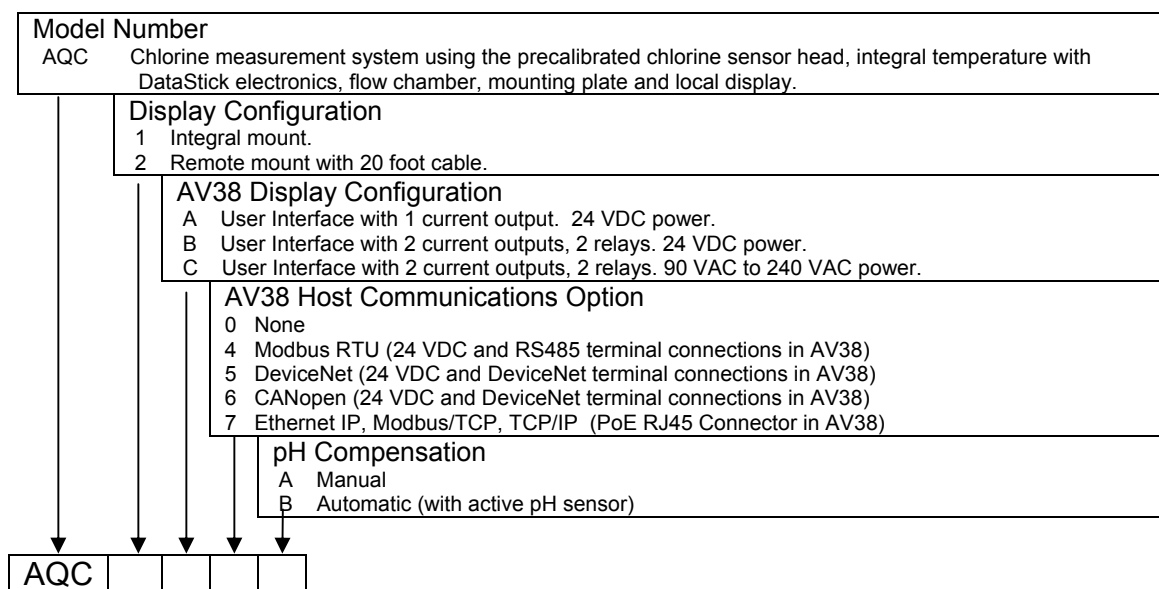 Model Number
AQC Chlorine measurement system using the precalibrated chlorine sensor head, integral temperature with
DataStick electronics, flow chamber, mounting plate and local display.
Display Configuration
1 Integral mount.
2 Remote mount with 20 foot cable.
AV38 Display Configuration
A User Interface with 1 current output. 24 VDC power.
B User Interface with 2 current outputs, 2 relays. 24 VDC power.
C User Interface with 2 current outputs, 2 relays. 90 VAC to 240 VAC power.
AV38 Host Communications Option
0 None
4 Modbus RTU (24 VDC and RS485 terminal connections in AV38)
5 DeviceNet (24 VDC and DeviceNet terminal connections in AV38)
6 CANopen (24 VDC and DeviceNet terminal connections in AV38)
7 Ethernet IP, Modbus/TCP, TCP/IP (PoE RJ45 Connector in AV38)
pH Compensation
A Manual
B Automatic (with active pH sensor)
AQC